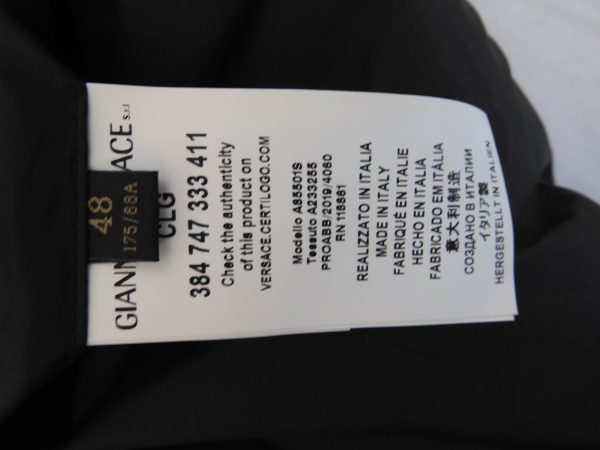 48
175/88A
GIANN ACE s.r.l
CLG
384 747 333 411
Check the authenticity
of this product on
VERSACE.CERTILOGO.COM
Modello A85501S
Tessuto A233255
PROABB/2019/4060
RN 118861
REALIZZATO IN ITALIA
MADE IN ITALY
FABRIQUÉ EN ITALIE
HECHO EN ITALIA
FABRICADO EM ITÁLIA
意大利制造
СОЗДАНО В ИТАЛИИ
イタリア製
HERGESTELLT IN ITALIEN